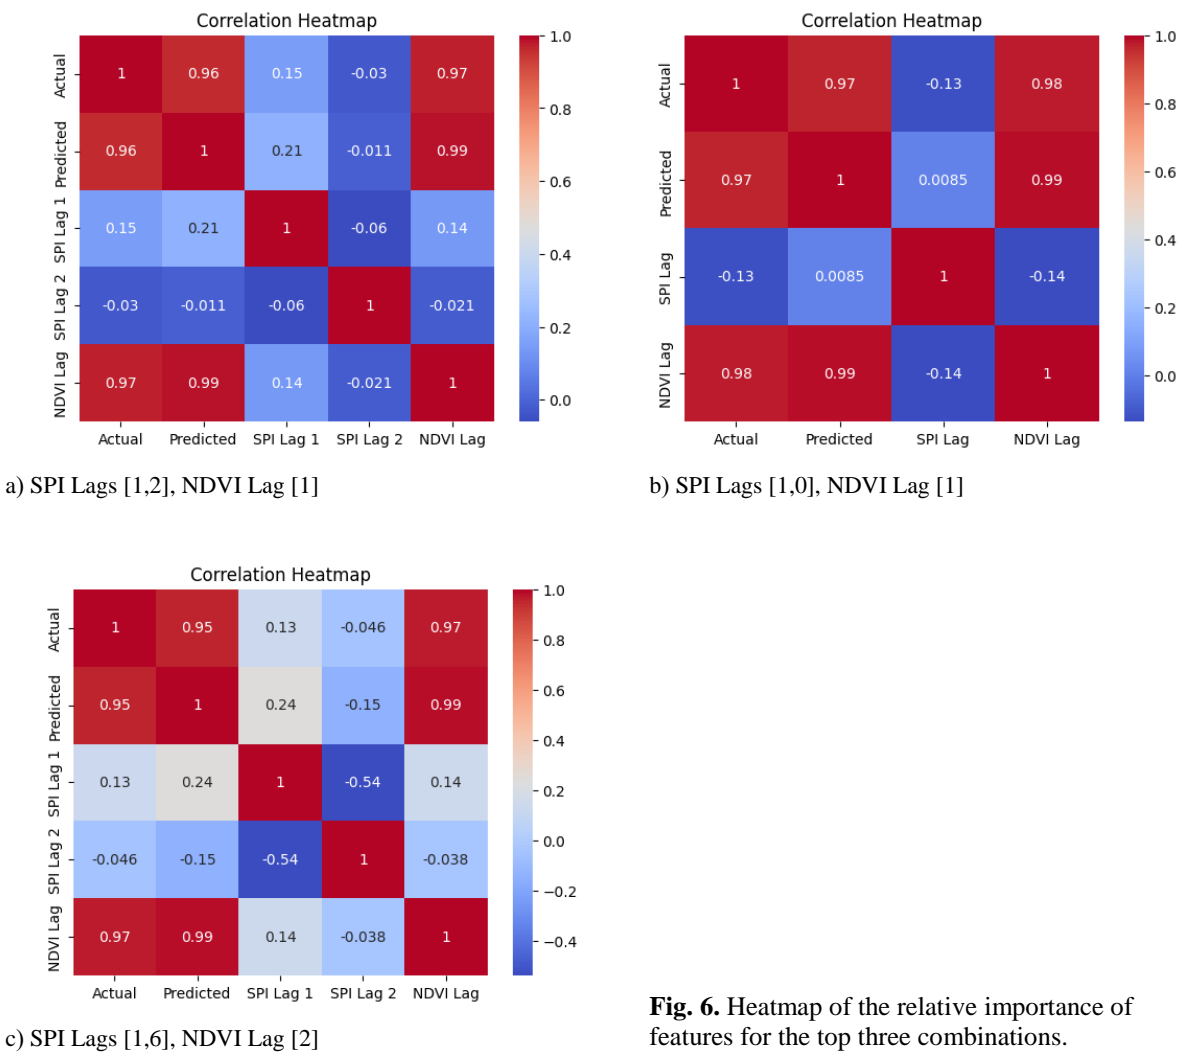 Correlation Heatmap
Actual 1 0.96 0.15 -0.03 0.97
Predicted 0.96 1 0.21 -0.011 0.99
SPI Lag 1 0.15 0.21 1 -0.06 0.14
SPI Lag 2 -0.03 -0.011 -0.06 1 -0.021
NDVI Lag 0.97 0.99 0.14 -0.021 1
Actual Predicted SPI Lag 1 SPI Lag 2 NDVI Lag
1.0
0.8
0.6
0.4
0.2
0.0
a) SPI Lags [1,2], NDVI Lag [1]
Correlation Heatmap
Actual 1 0.97 -0.13 0.98
Predicted 0.97 1 0.0085 0.99
SPI Lag -0.13 0.0085 1 -0.14
NDVI Lag 0.98 0.99 -0.14 1
Actual Predicted SPI Lag NDVI Lag
1.0
0.8
0.6
0.4
0.2
0.0
b) SPI Lags [1,0], NDVI Lag [1]
Correlation Heatmap
Actual 1 0.95 0.13 -0.046 0.97
Predicted 0.95 1 0.24 -0.15 0.99
SPI Lag 1 0.13 0.24 1 -0.54 0.14
SPI Lag 2 -0.046 -0.15 -0.54 1 -0.038
NDVI Lag 0.97 0.99 0.14 -0.038 1
Actual Predicted SPI Lag 1 SPI Lag 2 NDVI Lag
1.0
0.8
0.6
0.4
0.2
0.0
−0.2
−0.4
c) SPI Lags [1,6], NDVI Lag [2]
Fig. 6. Heatmap of the relative importance of
features for the top three combinations.